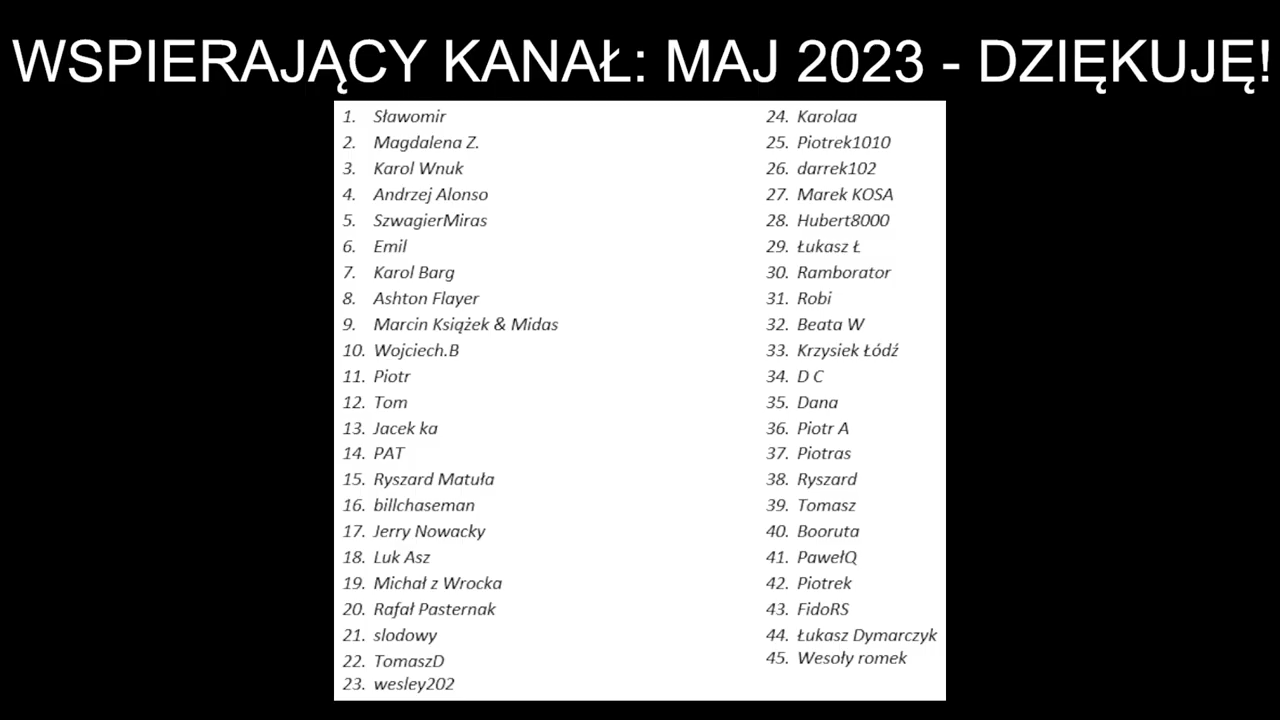 WSPIERAJĄCY KANAŁ: MAJ 2023 - DZIĘKUJĘ!
1. Sławomir
2. Magdalena Z.
3. Karol Wnuk
4. Andrzej Alonso
5. SzwagierMiras
6. Emil
7. Karol Barg
8. Ashton Flayer
9. Marcin Książek & Midas
10. Wojciech.B
11. Piotr
12. Tom
13. Jacek ka
14. PAT
15. Ryszard Matuła
16. billchaseman
17. Jerry Nowacky
18. Luk Asz
19. Michał z Wrocka
20. Rafał Pasternak
21. slodowy
22. TomaszD
23. wesley202
24. Karolaa
25. Piotrek1010
26. darrek102
27. Marek KOSA
28. Hubert8000
29. Łukasz Ł
30. Ramborator
31. Robi
32. Beata W
33. Krzysiek Łódź
34. D C
35. Dana
36. Piotr A
37. Piotras
38. Ryszard
39. Tomasz
40. Booruta
41. PawełQ
42. Piotrek
43. FidoRS
44. Łukasz Dymarczyk
45. Wesoły romek